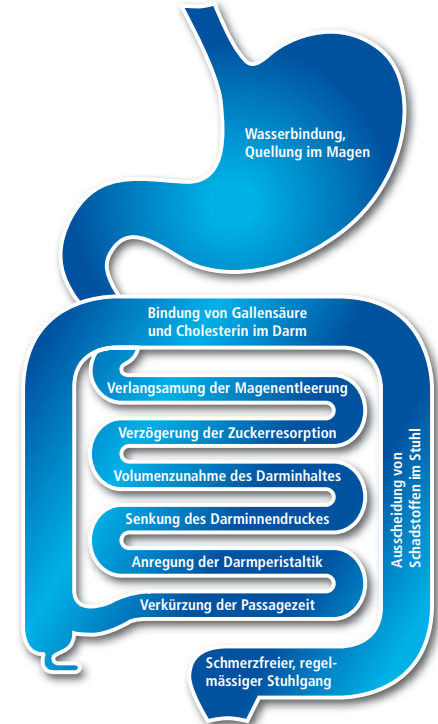 Wasserbindung,
Quellung im Magen
Bindung von Gallensäure
und Cholesterin im Darm
Verlangsamung der Magenentleerung
Verzögerung der Zuckerresorption
Volumenzunahme des Darminhaltes
Senkung des Darminnendruckes
Anregung der Darmperistaltik
Verkürzung der Passagezeit
Ausscheidung von
Schadstoffen im Stuhl
Schmerzfreier, regel-
mässiger Stuhlgang